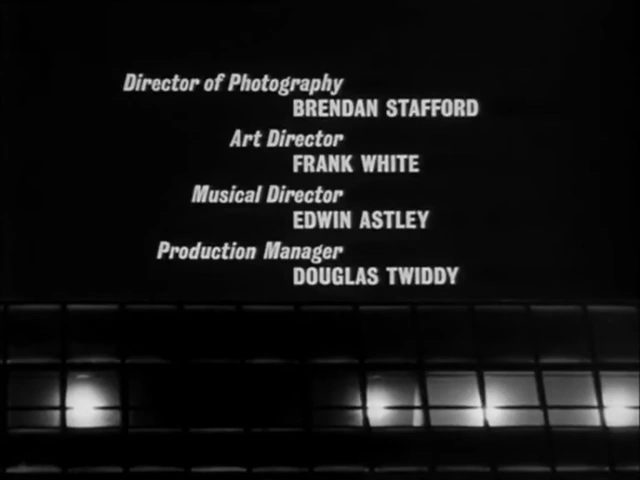 Director of Photography
BRENDAN STAFFORD
Art Director
FRANK WHITE
Musical Director
EDWIN ASTLEY
Production Manager
DOUGLAS TWIDDY